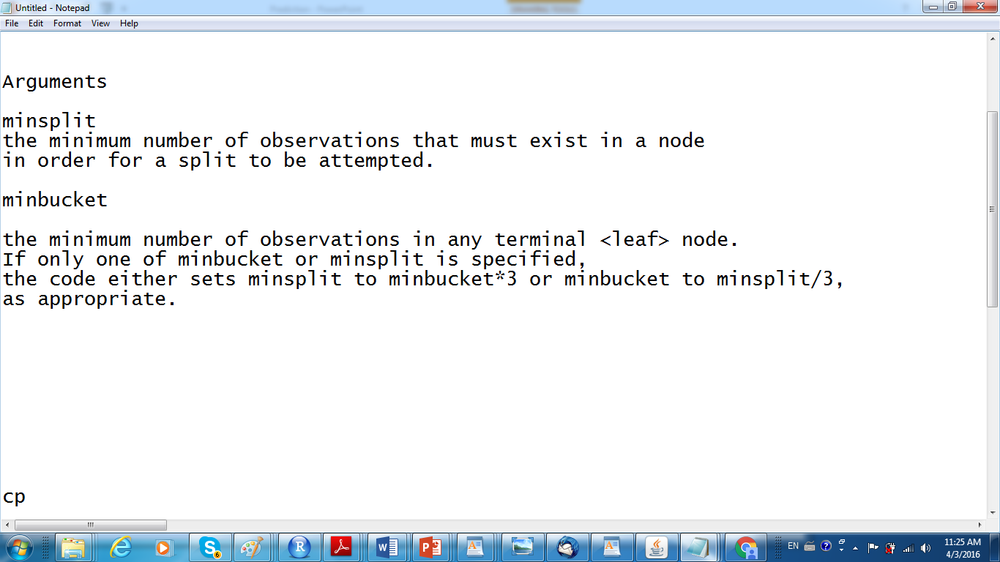 Untitled - Notepad
File Edit Format View Help
Arguments
minsplit
the minimum number of observations that must exist in a node
in order for a split to be attempted.
minbucket
the minimum number of observations in any terminal <leaf> node.
If only one of minbucket or minsplit is specified,
the code either sets minsplit to minbucket*3 or minbucket to minsplit/3,
as appropriate.
cp
EN
11:25 AM
4/3/2016